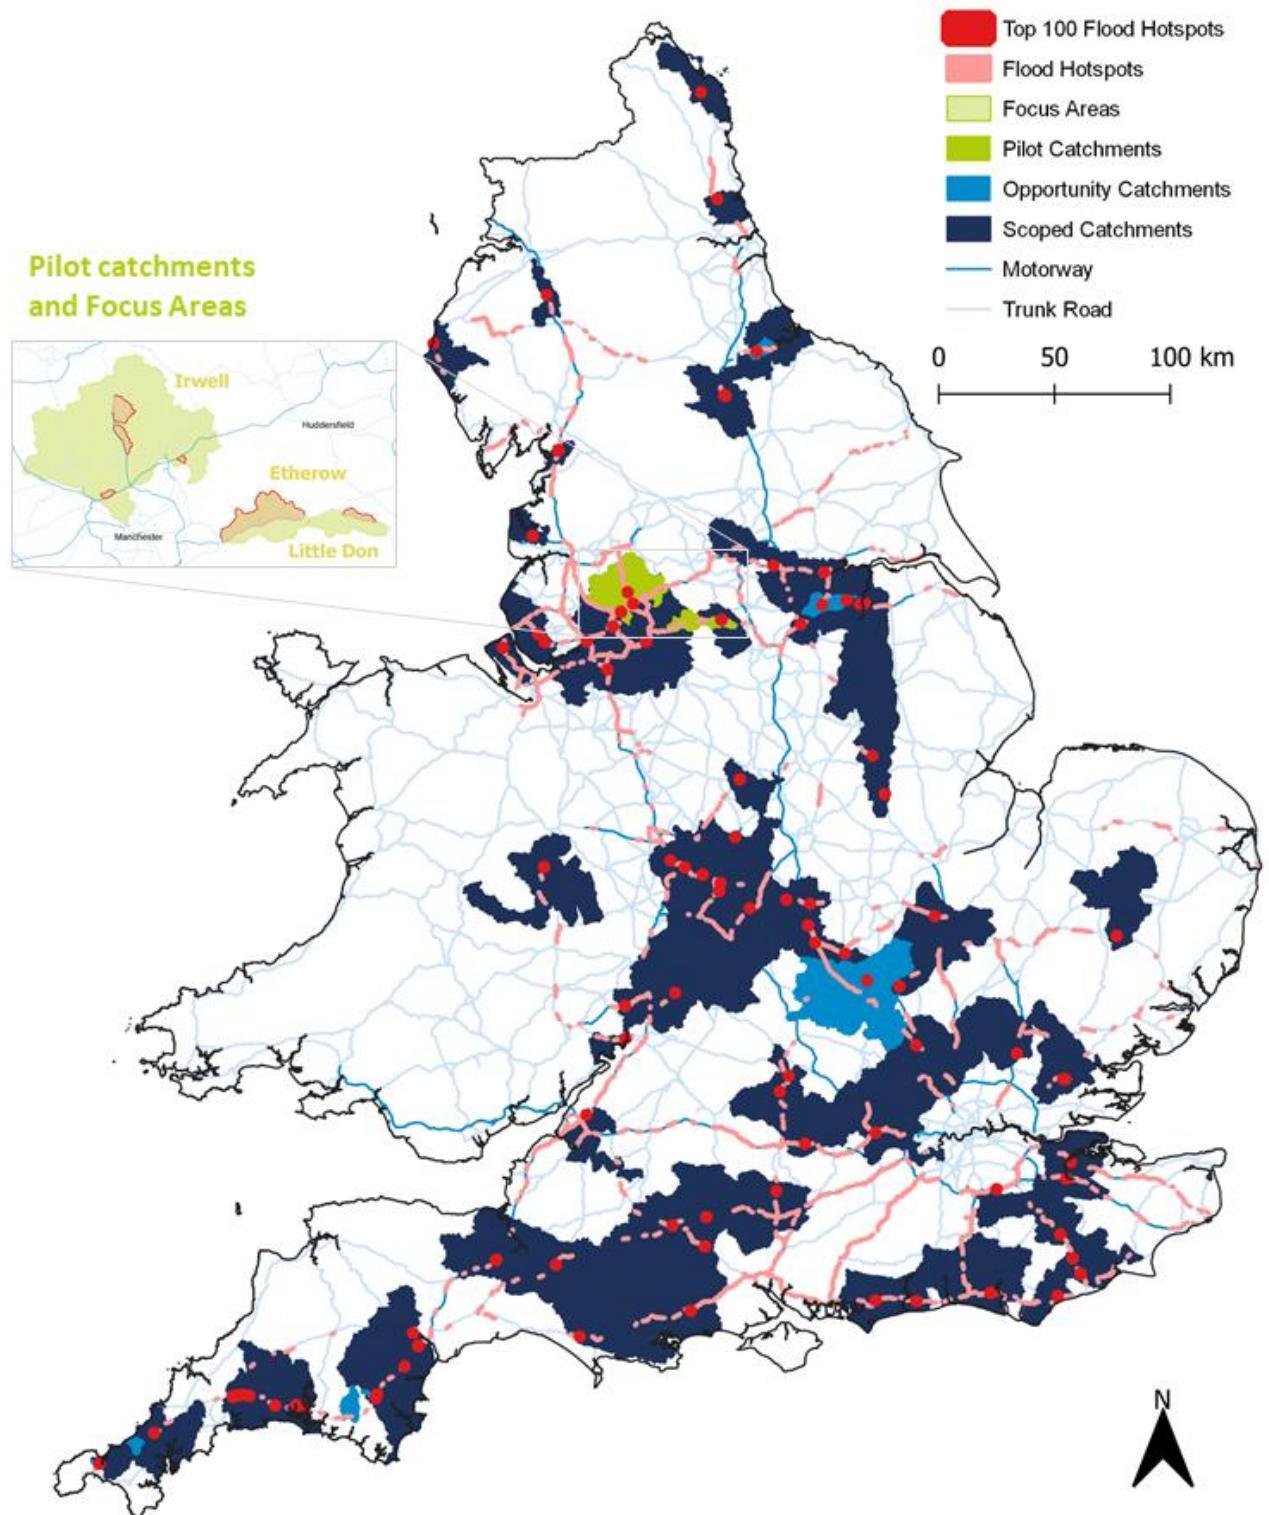 Top 100 Flood Hotspots
Flood Hotspots
Focus Areas
Pilot Catchments
Opportunity Catchments
Scoped Catchments
Motorway
Trunk Road
0 50 100 km
Pilot catchments
and Focus Areas
Irwell
Huddersfield
Etherow
Manchester
Little Don
N